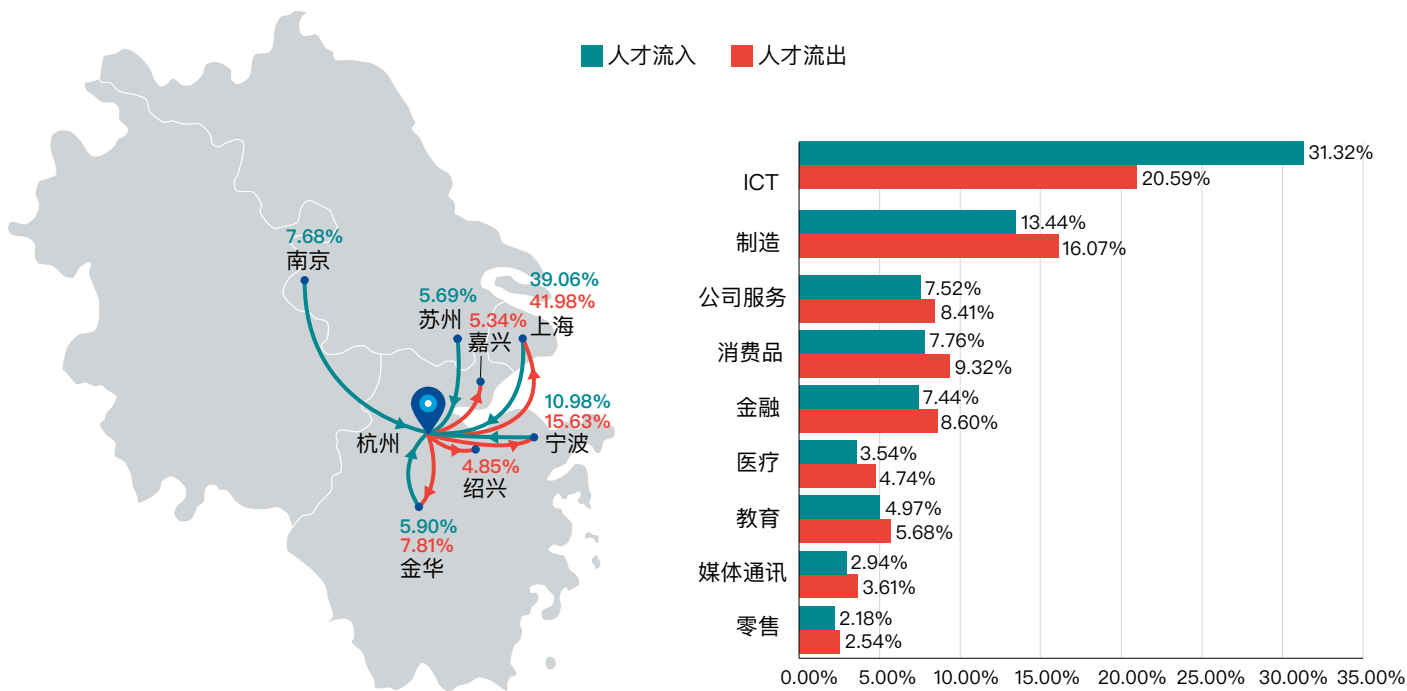 人才流入 人才流出
7.68%
南京
5.69%
苏州
5.34%
嘉兴
39.06%
41.98%
上海
10.98%
15.63%
宁波
杭州
4.85%
绍兴
5.90%
7.81%
金华
ICT 31.32%
20.59%
制造 13.44%
16.07%
公司服务 7.52%
8.41%
消费品 7.76%
9.32%
金融 7.44%
8.60%
医疗 3.54%
4.74%
教育 4.97%
5.68%
媒体通讯 2.94%
3.61%
零售 2.18%
2.54%
0.00% 5.00% 10.00% 15.00% 20.00% 25.00% 30.00% 35.00%